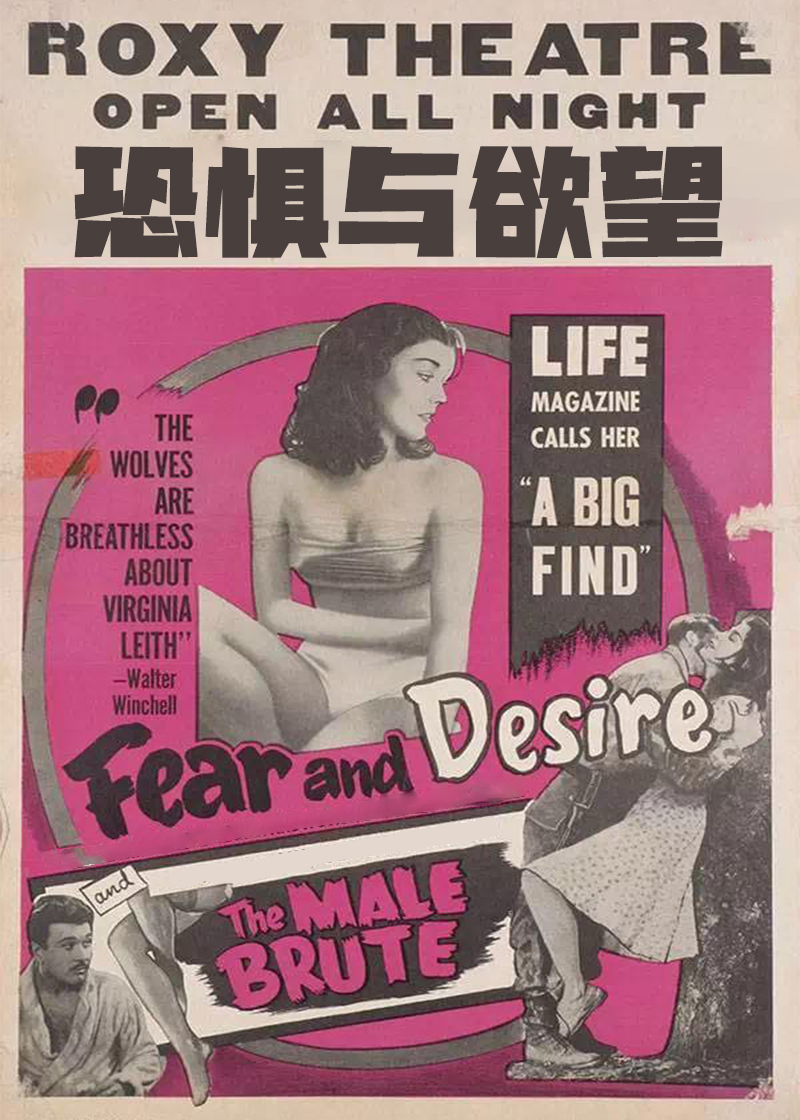 ROXY THEATRE
OPEN ALL NIGHT
恐惧与欲望
"THE
WOLVES
ARE
BREATHLESS
ABOUT
VIRGINIA
LEITH"
–Walter
Winchell
LIFE
MAGAZINE
CALLS HER
"A BIG
FIND"
Fear and Desire
and
The MALE
BRUTE